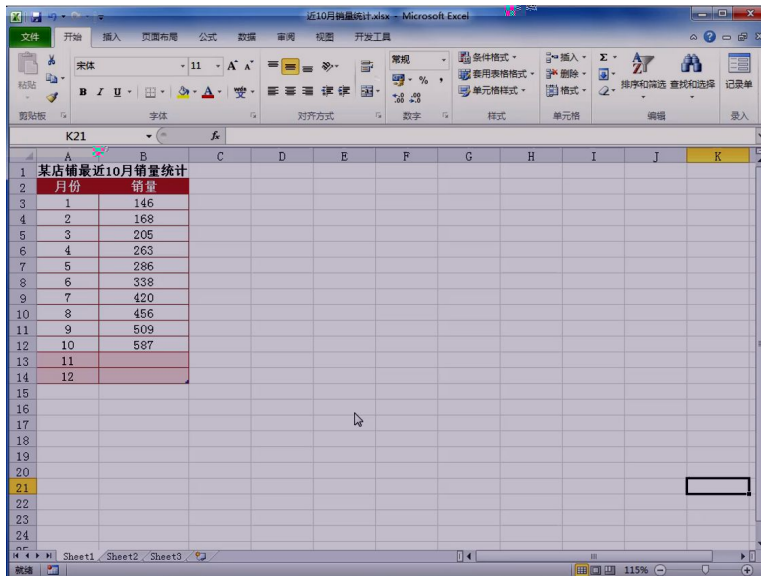 近10月销量统计.xlsx - Microsoft Excel
文件 开始 插入 页面布局 公式 数据 审阅 视图 开发工具
宋体 11 A A 常规 条件格式 插入 Σ
粘贴 套用表格格式 删除 排序和筛选 查找和选择 记录单
B I U A 变 % , 单元格样式 格式
剪贴板 字体 对齐方式 数字 样式 单元格 编辑 录入
K21 fx
A B C D E F G H I J K
1 某店铺最近10月销量统计
2 月份 销量
3 1 146
4 2 168
5 3 205
6 4 263
7 5 286
8 6 338
9 7 420
10 8 456
11 9 509
12 10 587
13 11
14 12
15
16
17
18
19
20
21
22
23
24
Sheet1 Sheet2 Sheet3
就绪 115%